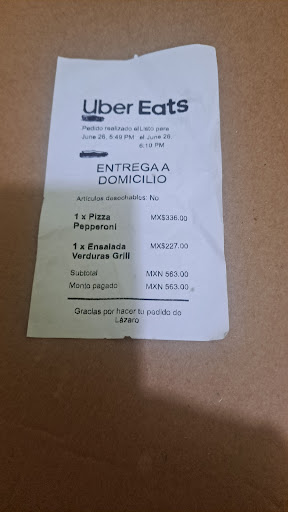 Uber Eats
Pedido realizado el Listo para
June 26, 5:49 PM el June 26,
6:10 PM
ENTREGA A
DOMICILIO
Artículos desechables: No
1 x Pizza MX$336.00
Pepperoni
1 x Ensalada MX$227.00
Verduras Grill
Subtotal MXN 563.00
Monto pagado MXN 563.00
Gracias por hacer tu pedido de
Lázaro